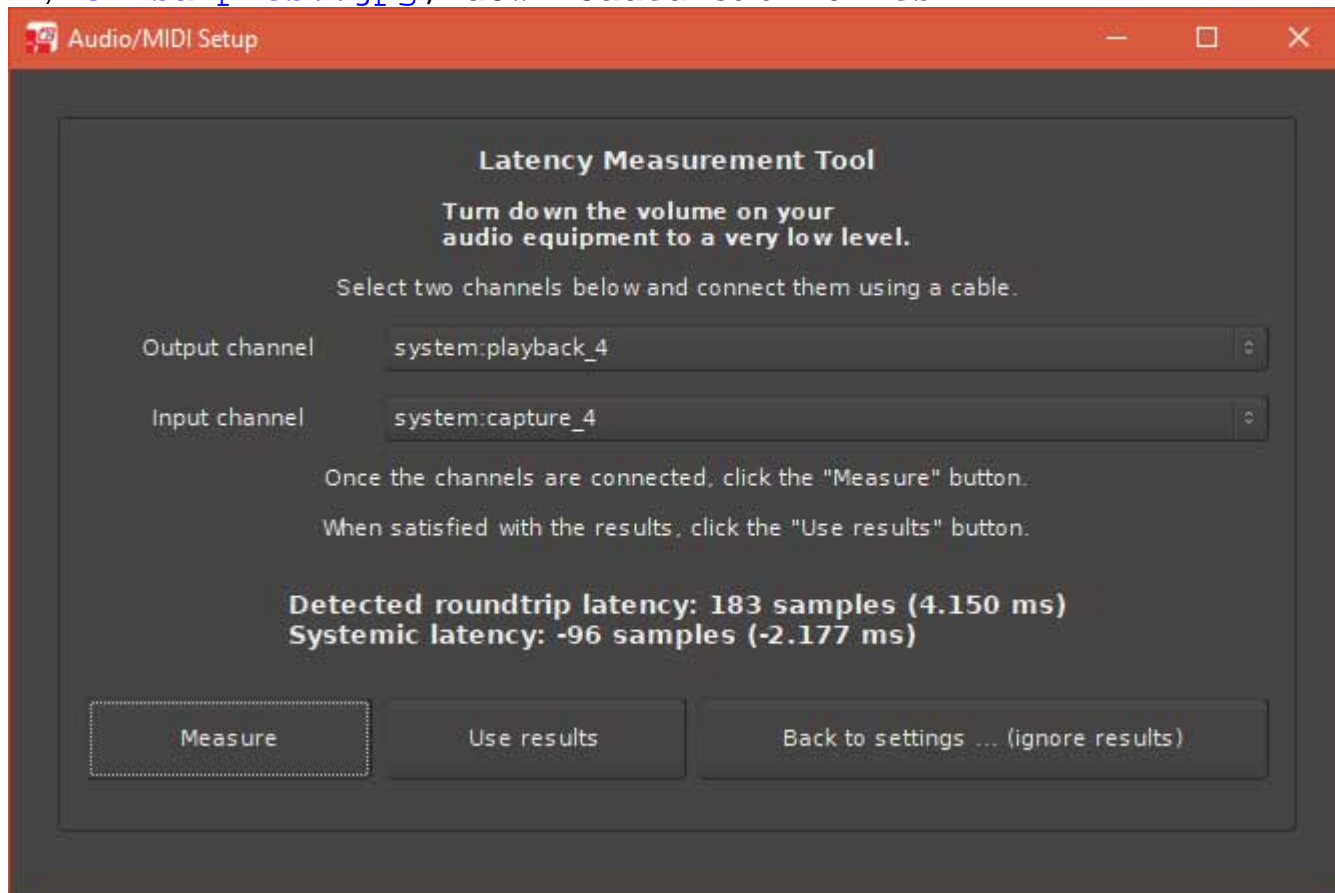 Audio/MIDI Setup
Latency Measurement Tool
Turn down the volume on your
audio equipment to a very low level.
Select two channels below and connect them using a cable.
Output channel
system:playback_4
Input channel
system:capture_4
Once the channels are connected, click the "Measure" button.
When satisfied with the results, click the "Use results" button.
Detected roundtrip latency: 183 samples (4.150 ms)
Systemic latency: -96 samples (-2.177 ms)
Measure
Use results
Back to settings ... (ignore results)